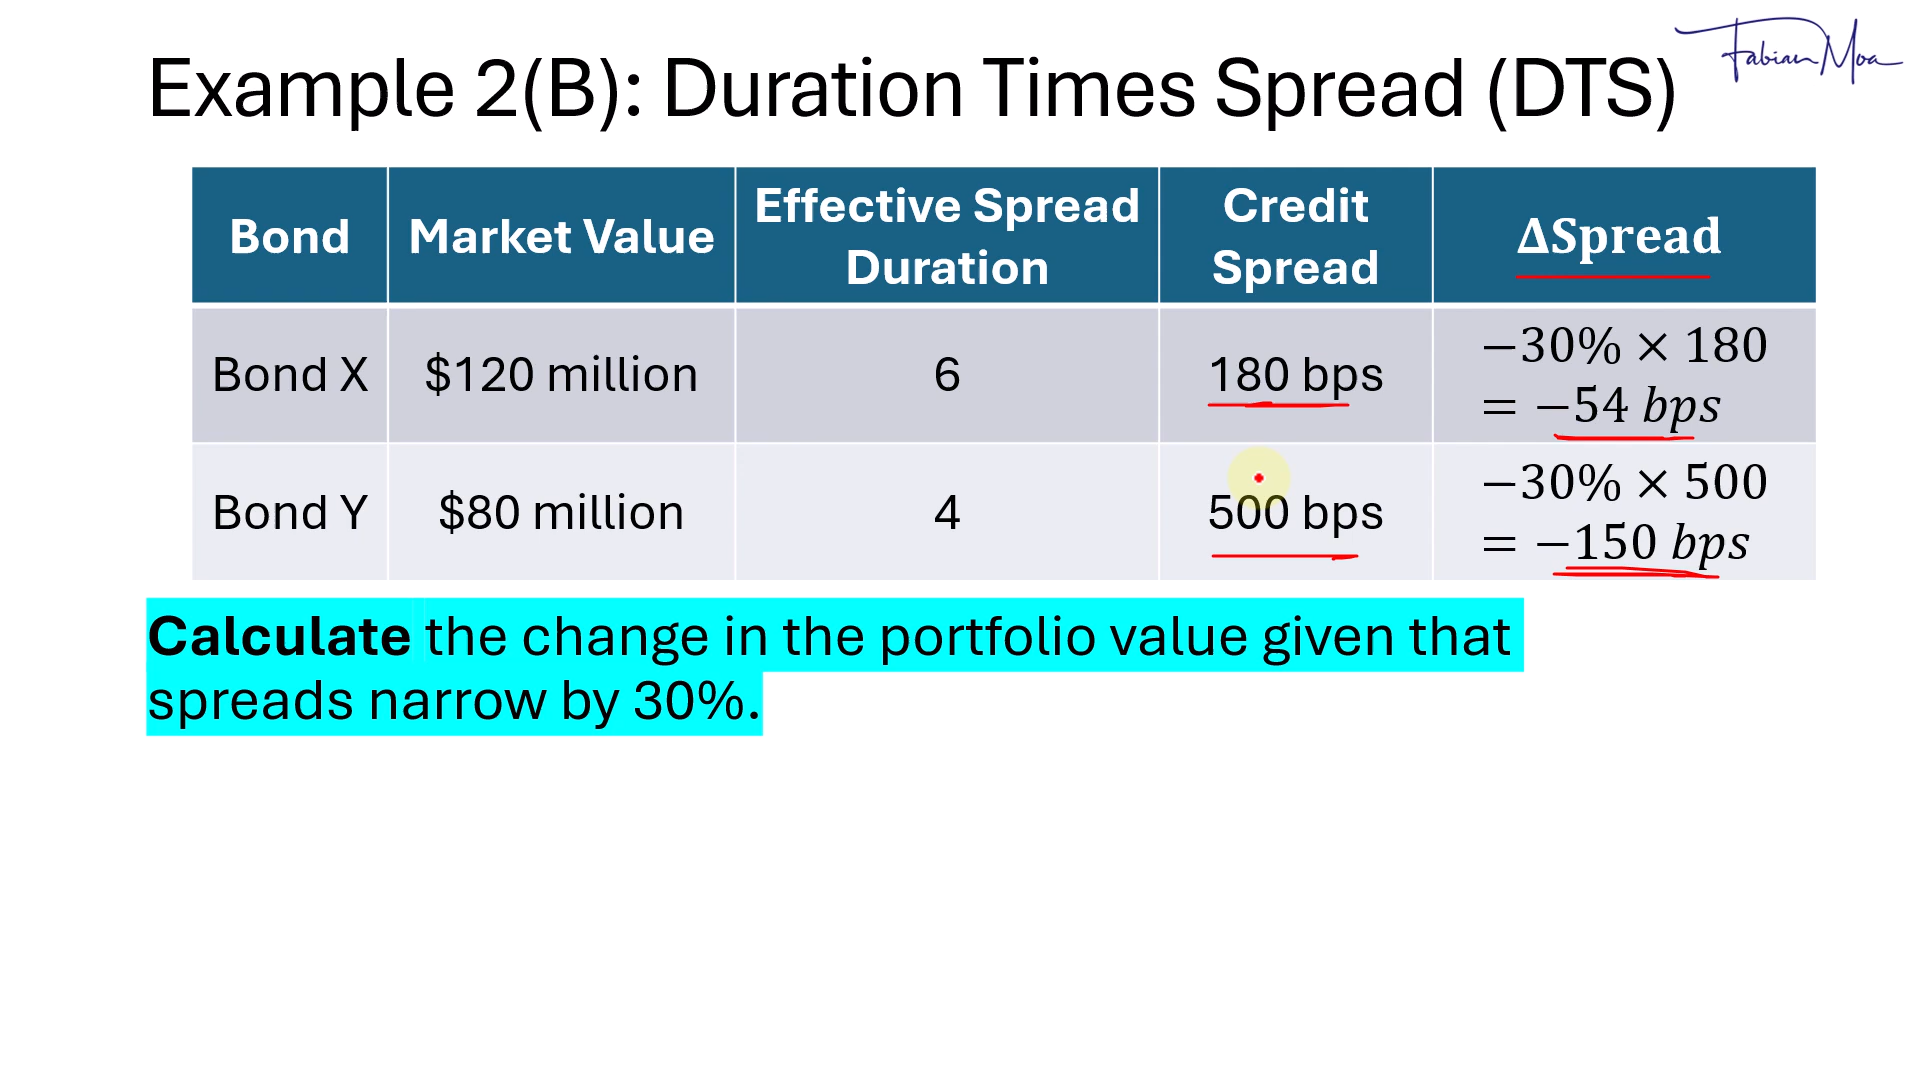 Example 2(B): Duration Times Spread (DTS)
Fabian Moa
Bond
Market Value
Effective Spread
Duration
Credit
Spread
ΔSpread
Bond X
$120 million
6
180 bps
−30% × 180
= −54 bps
Bond Y
$80 million
4
500 bps
−30% × 500
= −150 bps
Calculate the change in the portfolio value given that
spreads narrow by 30%.